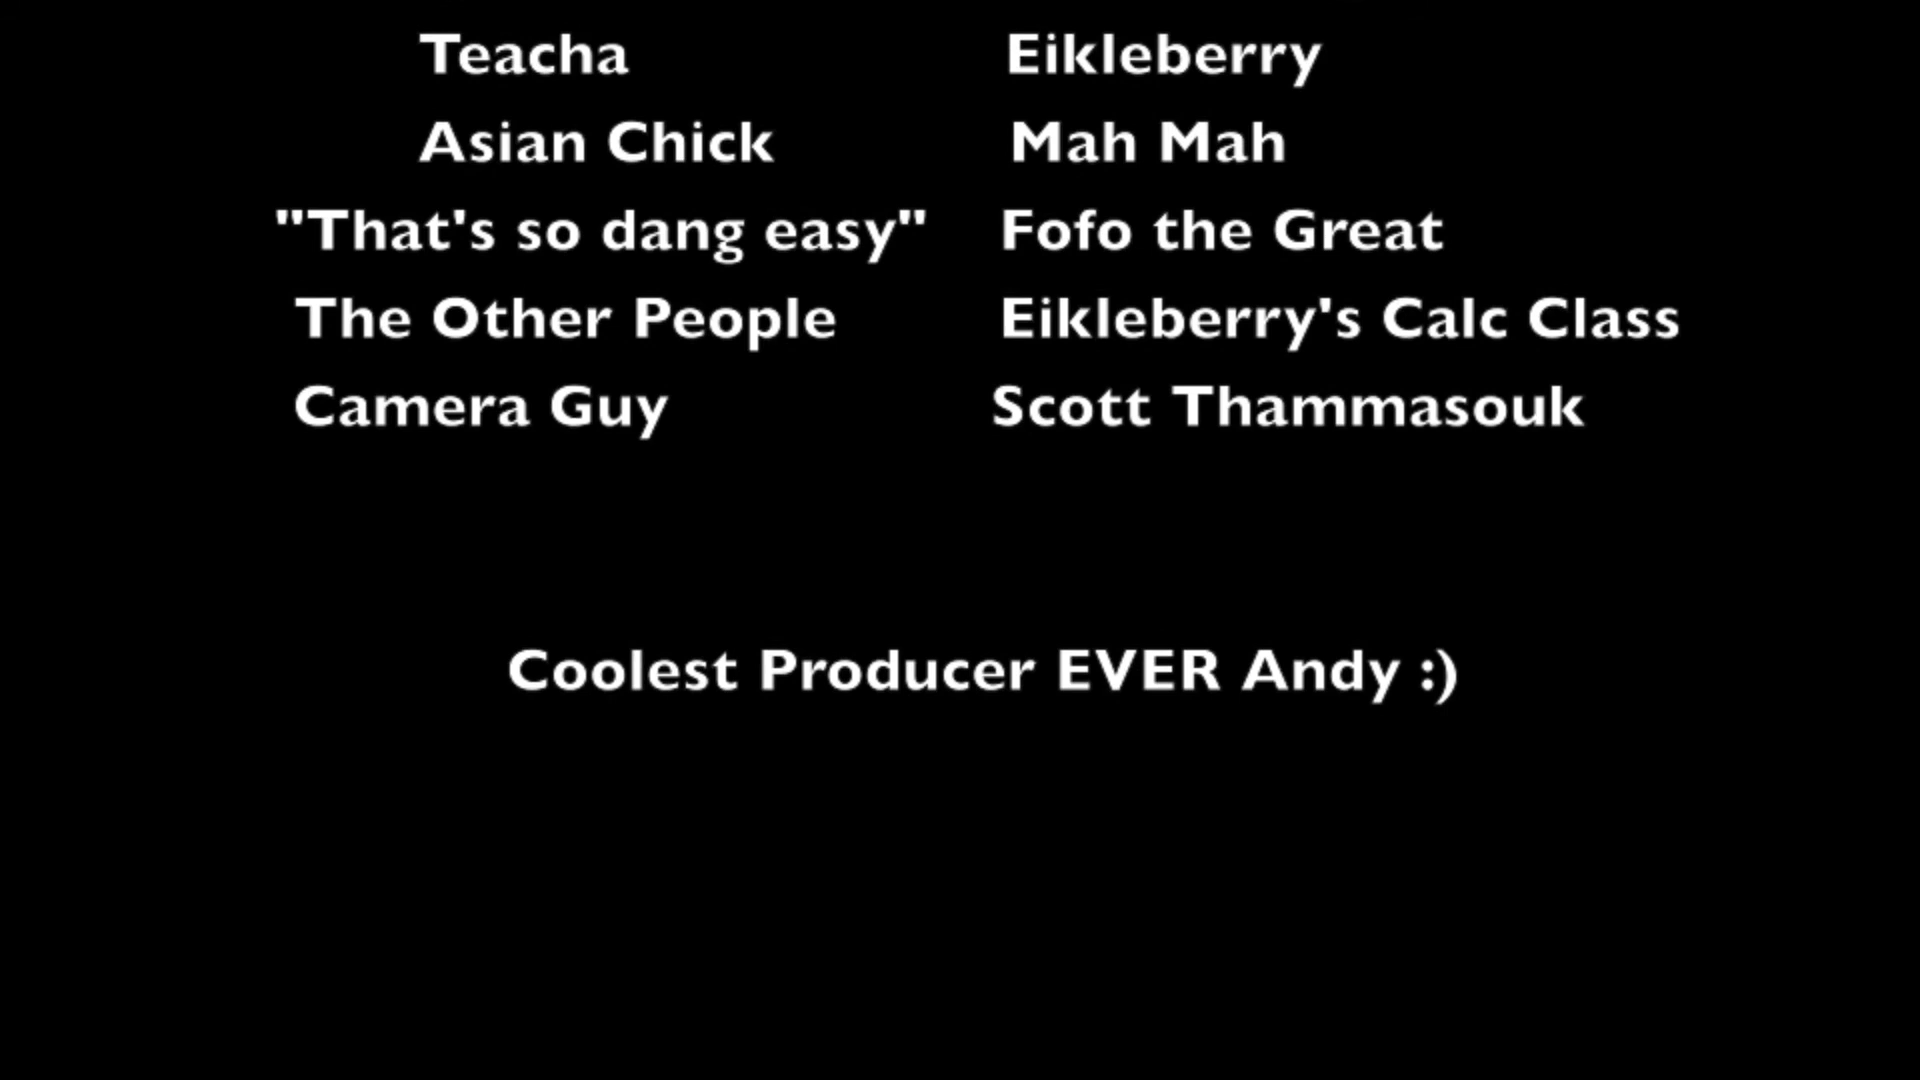 Teacha Eikleberry
Asian Chick Mah Mah
"That's so dang easy" Fofo the Great
The Other People Eikleberry's Calc Class
Camera Guy Scott Thammasouk
Coolest Producer EVER Andy :)